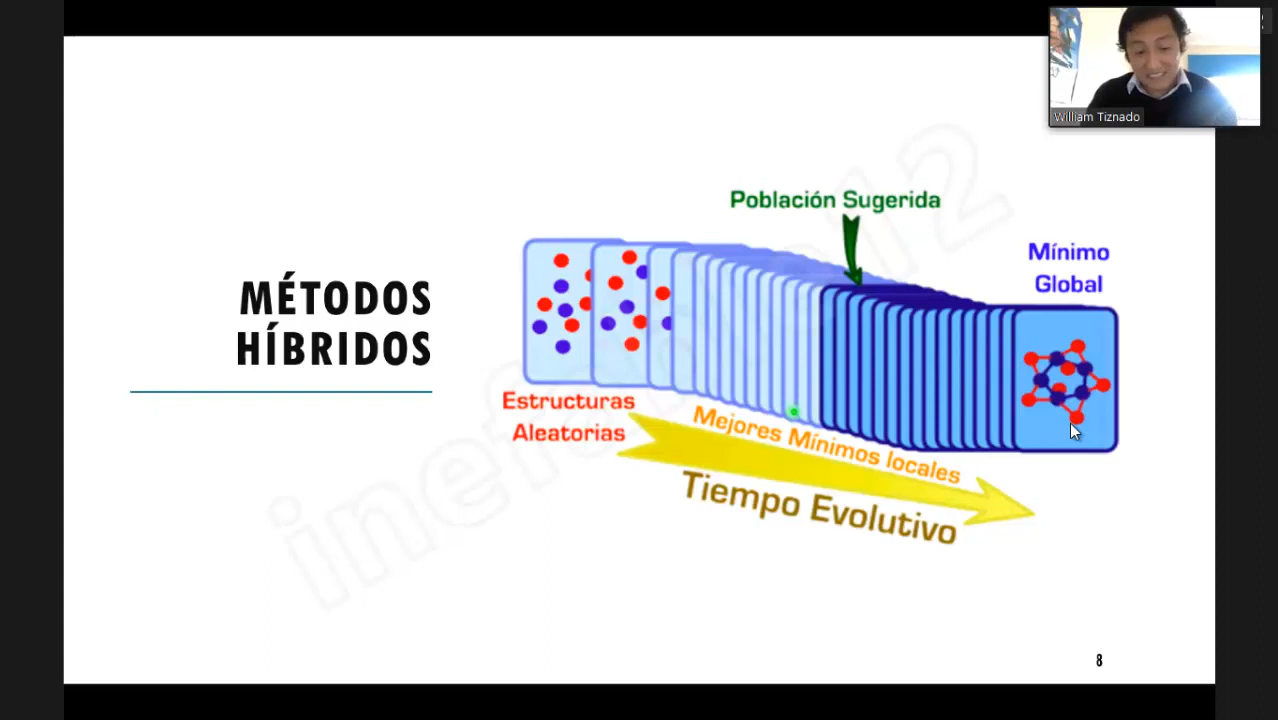 William Tiznado
Población Sugerida
Mínimo
Global
MÉTODOS
HÍBRIDOS
Estructuras
Aleatorias
Mejores Mínimos locales
Tiempo Evolutivo
8